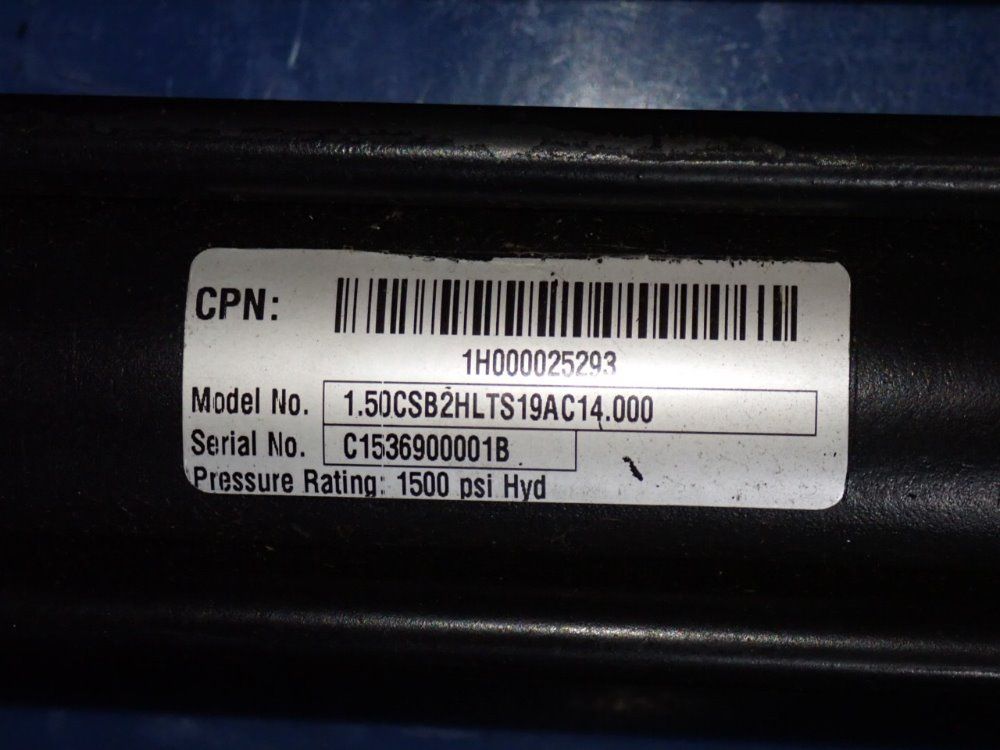 CPN:
1H000025293
Model No. 1.50CSB2HLTS19AC14.000
Serial No. C1536900001B
Pressure Rating: 1500 psi Hyd